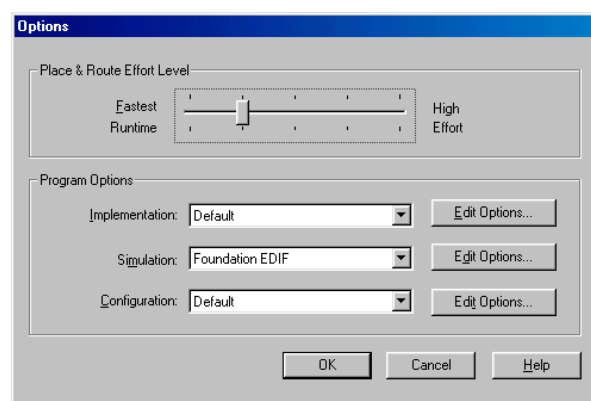 Options
Place & Route Effort Level
Fastest Runtime
High Effort
Program Options
Implementation: Default Edit Options...
Simulation: Foundation EDIF Edit Options...
Configuration: Default Edit Options...
OK Cancel Help